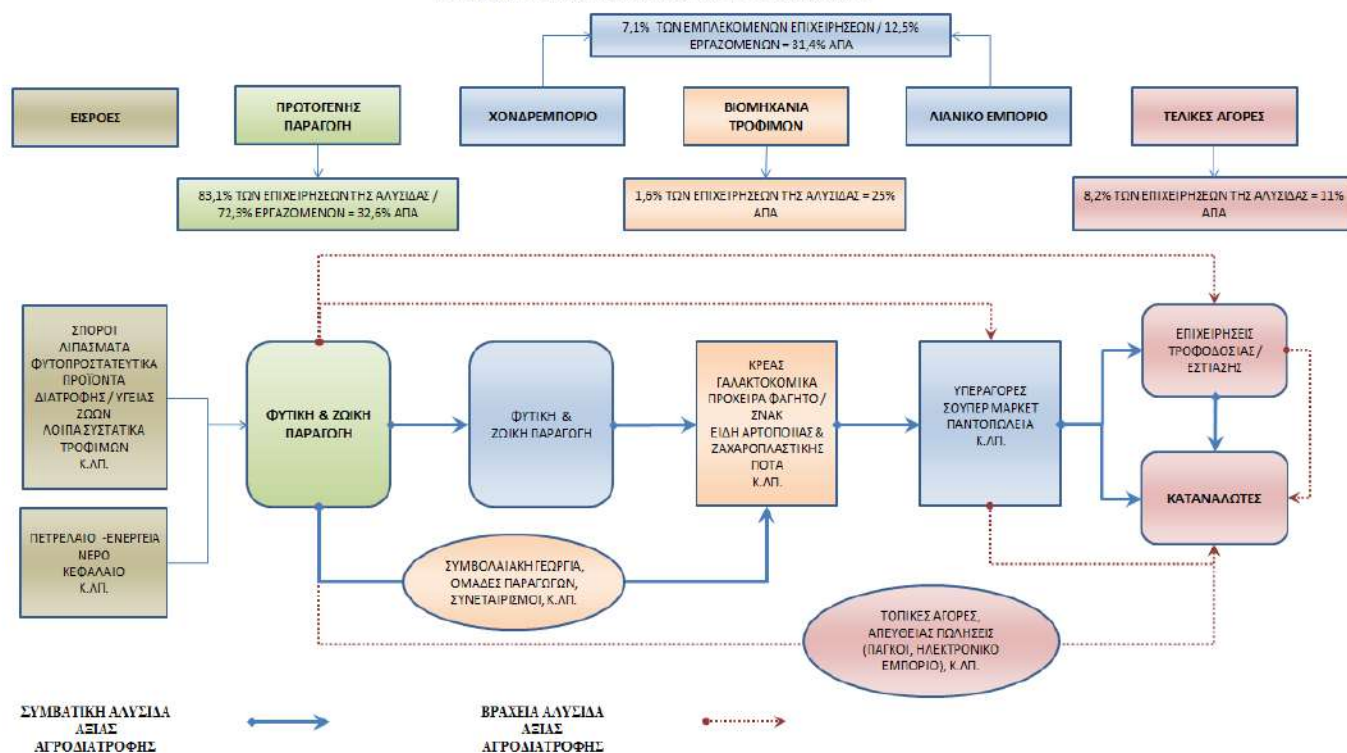 7,1% ΤΩΝ ΕΜΠΛΕΚΟΜΕΝΩΝ ΕΠΙΧΕΙΡΗΣΕΩΝ / 12,5%
ΕΡΓΑΖΟΜΕΝΩΝ = 31,4% ΑΠΑ
ΕΙΣΡΟΕΣ
ΠΡΩΤΟΓΕΝΗΣ
ΠΑΡΑΓΩΓΗ
ΧΟΝΔΡΕΜΠΟΡΙΟ
ΒΙΟΜΗΧΑΝΙΑ
ΤΡΟΦΙΜΩΝ
ΛΙΑΝΙΚΟ ΕΜΠΟΡΙΟ
ΤΕΛΙΚΕΣ ΑΓΟΡΕΣ
83,1% ΤΩΝ ΕΠΙΧΕΙΡΗΣΕΩΝ ΤΗΣ ΑΛΥΣΙΔΑΣ /
72,3% ΕΡΓΑΖΟΜΕΝΩΝ = 32,6% ΑΠΑ
1,6% ΤΩΝ ΕΠΙΧΕΙΡΗΣΕΩΝ ΤΗΣ ΑΛΥΣΙΔΑΣ = 25%
ΑΠΑ
8,2% ΤΩΝ ΕΠΙΧΕΙΡΗΣΕΩΝ ΤΗΣ ΑΛΥΣΙΔΑΣ = 11%
ΑΠΑ
ΣΠΟΡΟΙ
ΛΙΠΑΣΜΑΤΑ
ΦΥΤΟΠΡΟΣΤΑΤΕΥΤΙΚΑ
ΠΡΟΪΟΝΤΑ
ΔΙΑΤΡΟΦΗΣ / ΥΓΕΙΑΣ
ΖΩΩΝ
ΛΟΙΠΑ ΣΥΣΤΑΤΙΚΑ
ΤΡΟΦΙΜΩΝ
Κ.ΛΠ.
ΠΕΤΡΕΛΑΙΟ -ΕΝΕΡΓΕΙΑ
ΝΕΡΟ
ΚΕΦΑΛΑΙΟ
Κ.ΛΠ.
ΦΥΤΙΚΗ & ΖΩΙΚΗ
ΠΑΡΑΓΩΓΗ
ΦΥΤΙΚΗ &
ΖΩΙΚΗ ΠΑΡΑΓΩΓΗ
ΚΡΕΑΣ
ΓΑΛΑΚΤΟΚΟΜΙΚΑ
ΠΡΟΧΕΙΡΑ ΦΑΓΗΤΟ /
ΣΝΑΚ
ΕΙΔΗ ΑΡΤΟΠΟΙΙΑΣ &
ΖΑΧΑΡΟΠΛΑΣΤΙΚΗΣ
ΠΟΤΑ
Κ.ΛΠ.
ΥΠΕΡΑΓΟΡΕΣ
ΣΟΥΠΕΡ ΜΑΡΚΕΤ
ΠΑΝΤΟΠΩΛΕΙΑ
Κ.ΛΠ.
ΕΠΙΧΕΙΡΗΣΕΙΣ
ΤΡΟΦΟΔΟΣΙΑΣ /
ΕΣΤΙΑΣΗΣ
ΚΑΤΑΝΑΛΩΤΕΣ
ΣΥΜΒΟΛΑΙΑΚΗ ΓΕΩΡΓΙΑ,
ΟΜΑΔΕΣ ΠΑΡΑΓΩΓΩΝ,
ΣΥΝΕΤΑΙΡΙΣΜΟΙ, Κ.ΛΠ.
ΤΟΠΙΚΕΣ ΑΓΟΡΕΣ,
ΑΠΕΥΘΕΙΑΣ ΠΩΛΗΣΕΙΣ
(ΠΑΓΚΟΙ, ΗΛΕΚΤΡΟΝΙΚΟ
ΕΜΠΟΡΙΟ), Κ.ΛΠ.
ΣΥΜΒΑΤΙΚΗ ΑΛΥΣΙΔΑ
ΑΞΙΑΣ
ΑΓΡΟΔΙΑΤΡΟΦΗΣ
ΒΡΑΧΕΙΑ ΑΛΥΣΙΔΑ
ΑΞΙΑΣ
ΑΓΡΟΔΙΑΤΡΟΦΗΣ